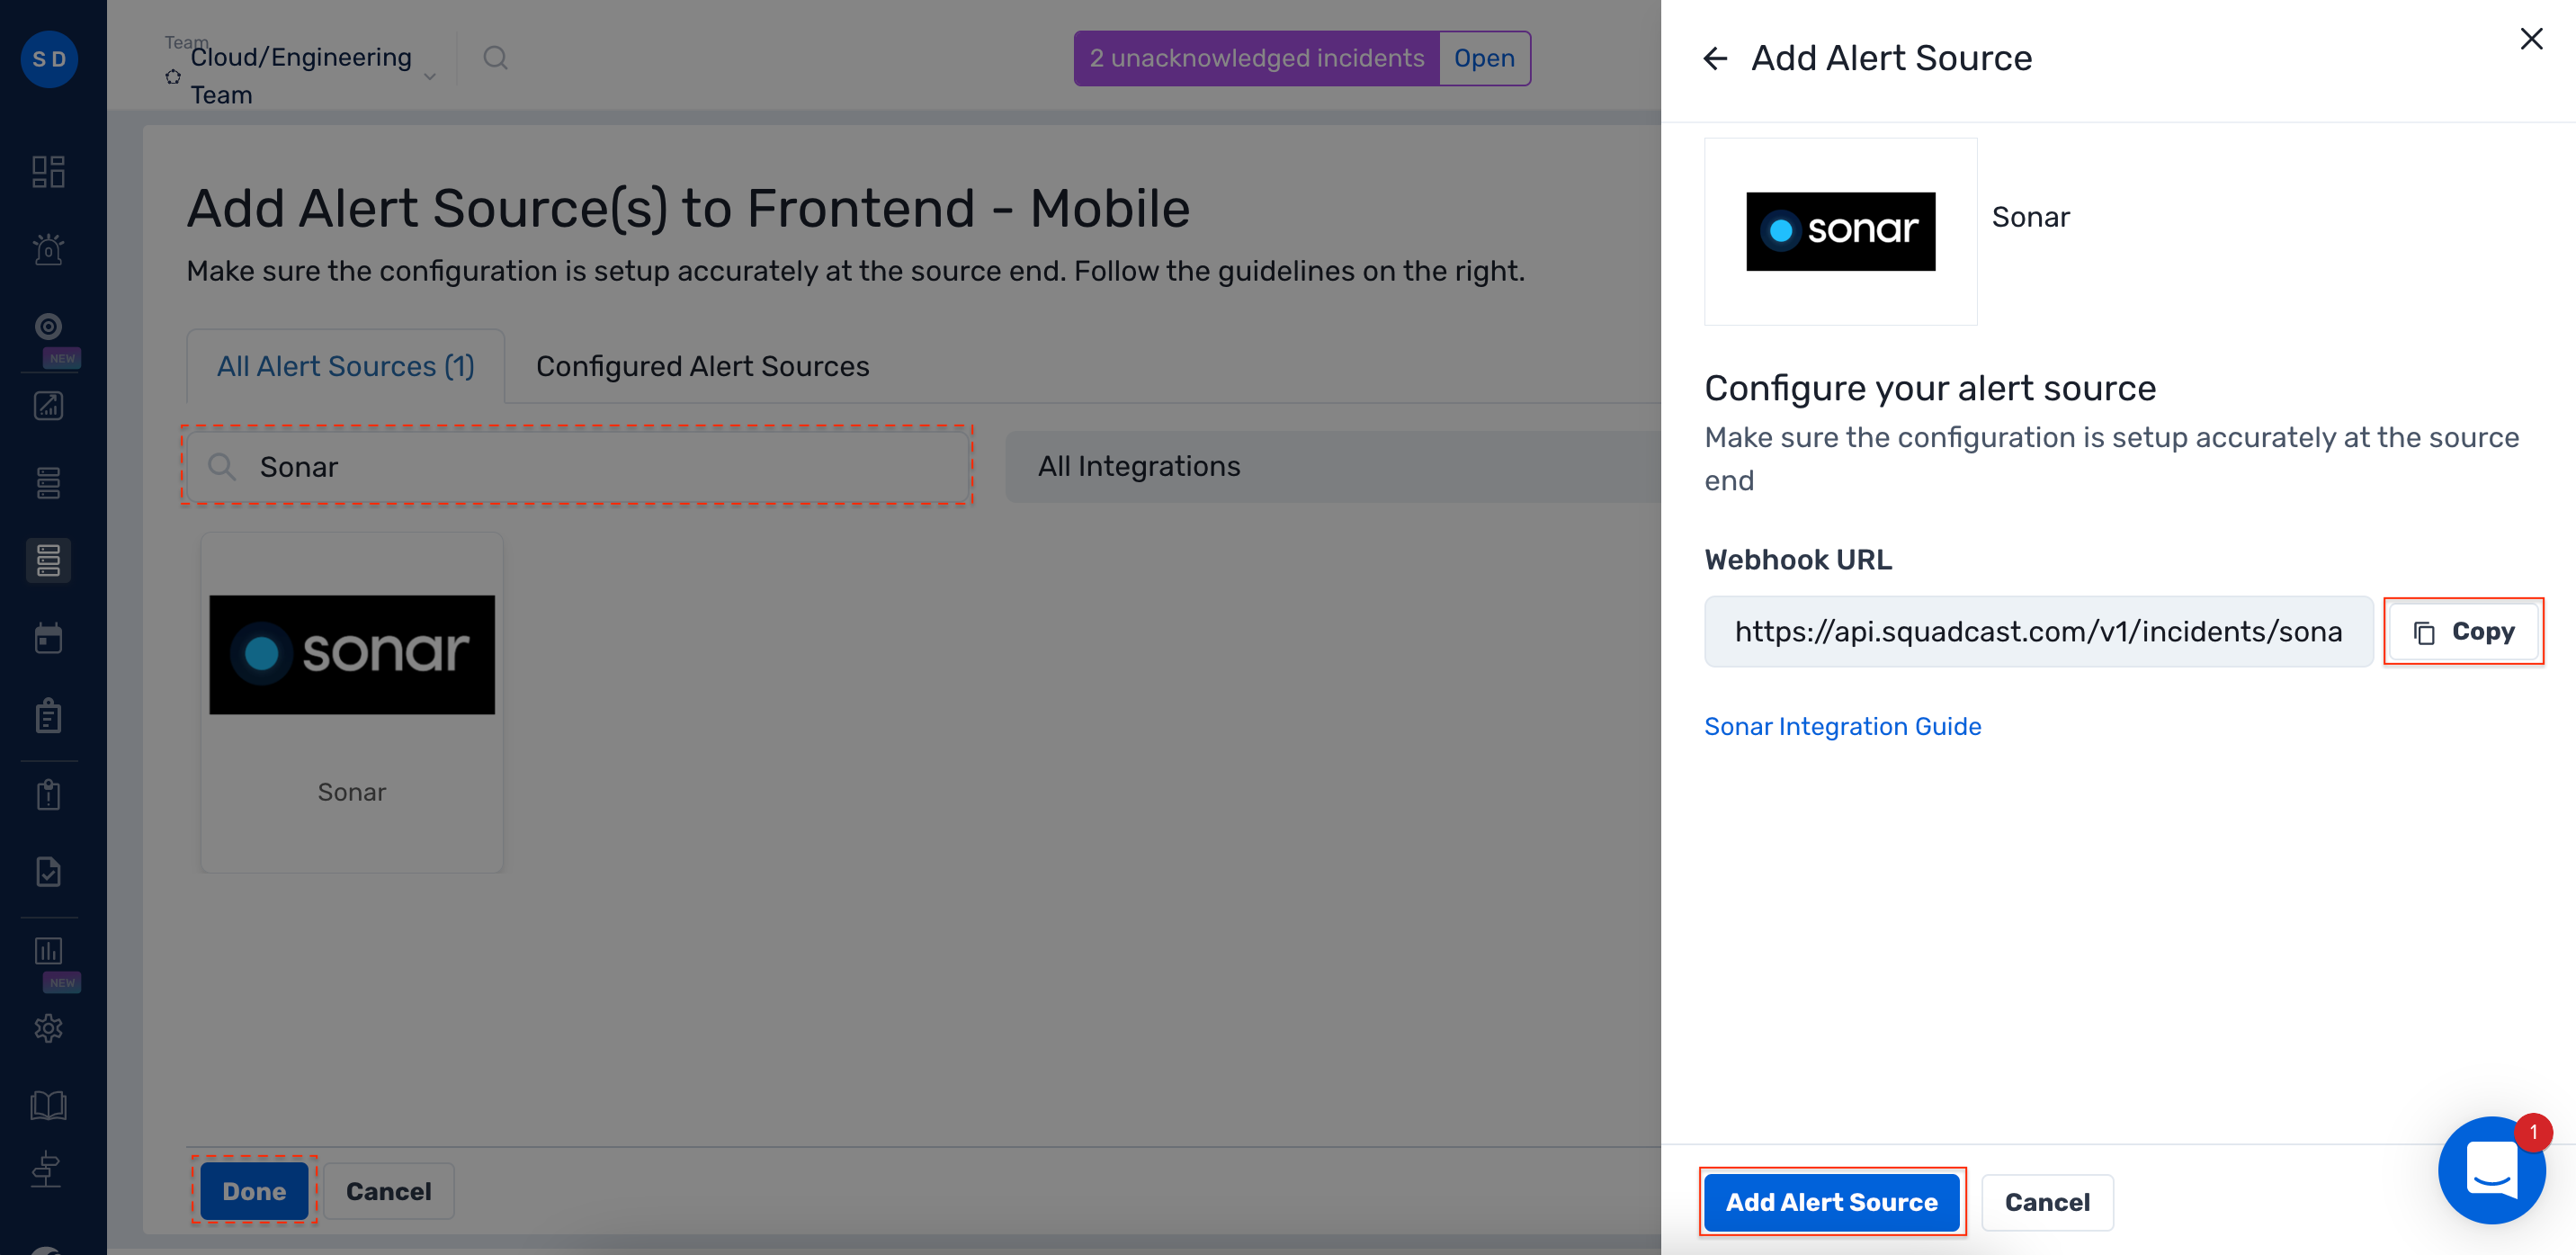 S D
Team
Cloud/Engineering
Team
2 unacknowledged incidents
Open
Add Alert Source(s) to Frontend - Mobile
Make sure the configuration is setup accurately at the source end. Follow the guidelines on the right.
All Alert Sources (1)
Configured Alert Sources
Sonar
All Integrations
sonar
Sonar
Done
Cancel
0
NEW
NEW
Add Alert Source
sonar
Sonar
Configure your alert source
Make sure the configuration is setup accurately at the source
end
Webhook URL
https://api.squadcast.com/v1/incidents/sona
Copy
Sonar Integration Guide
1
Add Alert Source
Cancel